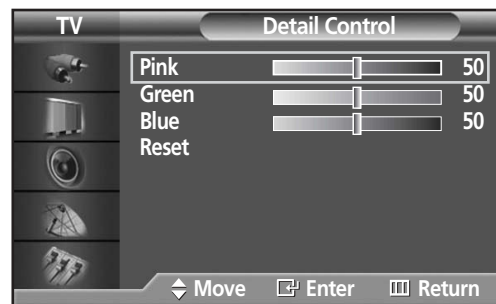 TV Detail Control
Pink 50
Green 50
Blue 50
Reset
Move Enter Return